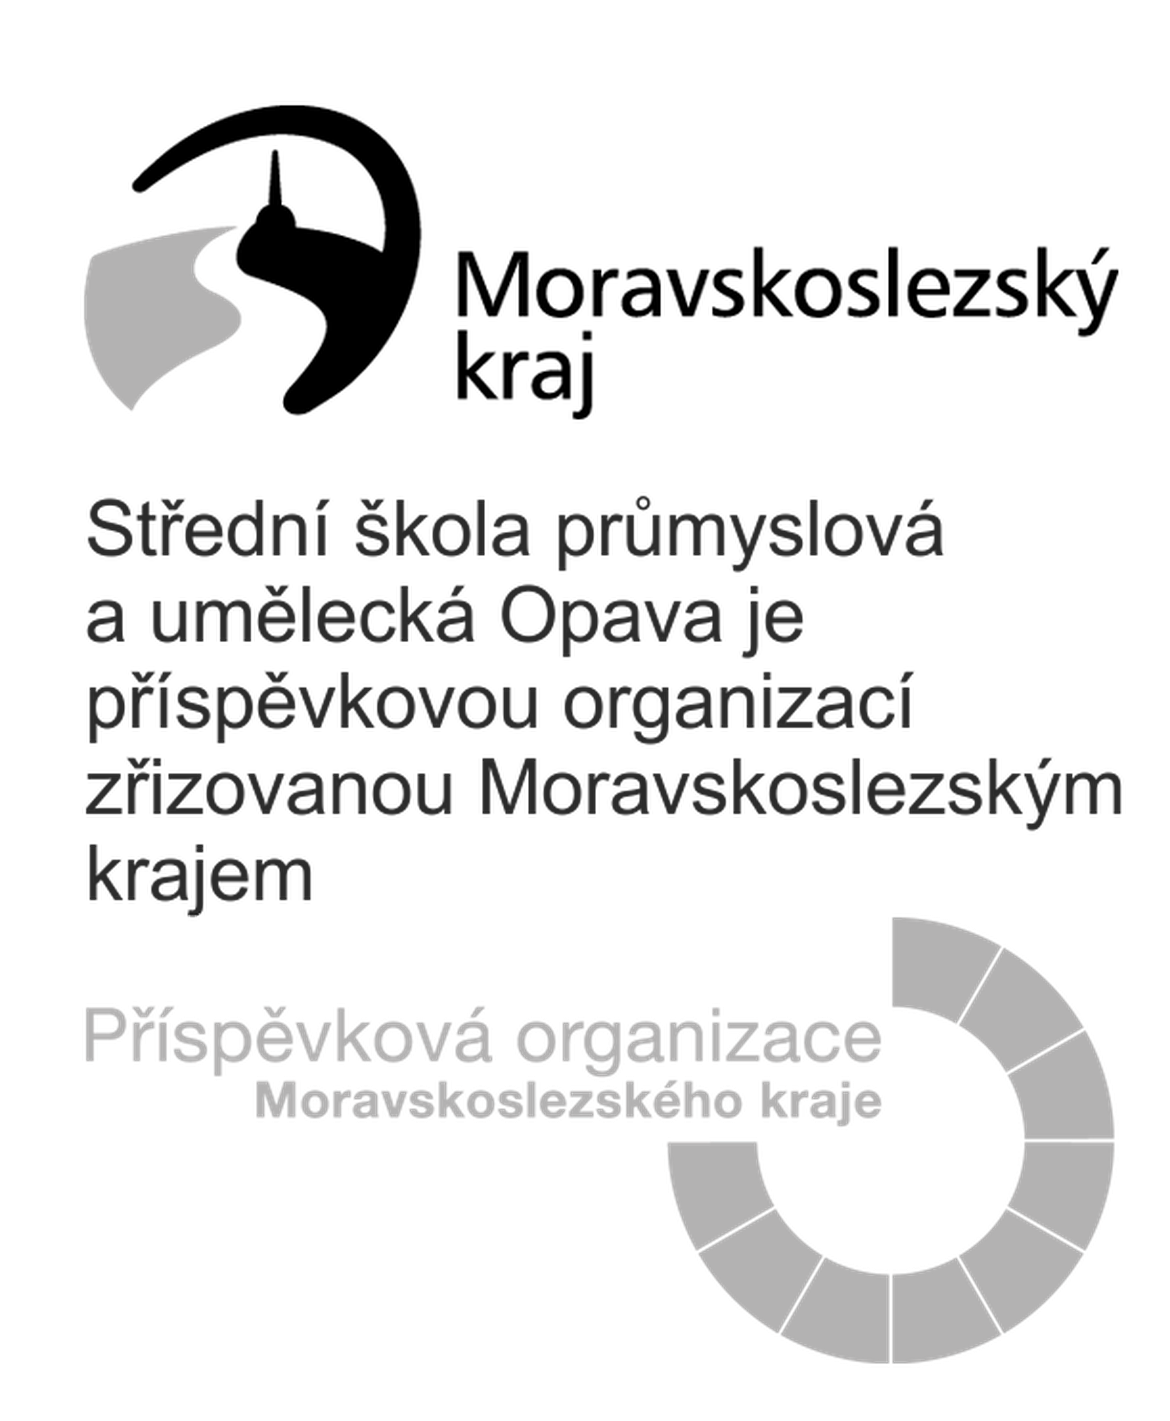 Moravskoslezský
kraj
Střední škola průmyslová
a umělecká Opava je
příspěvkovou organizací
zřizovanou Moravskoslezským
krajem
Příspěvková organizace
Moravskoslezského kraje